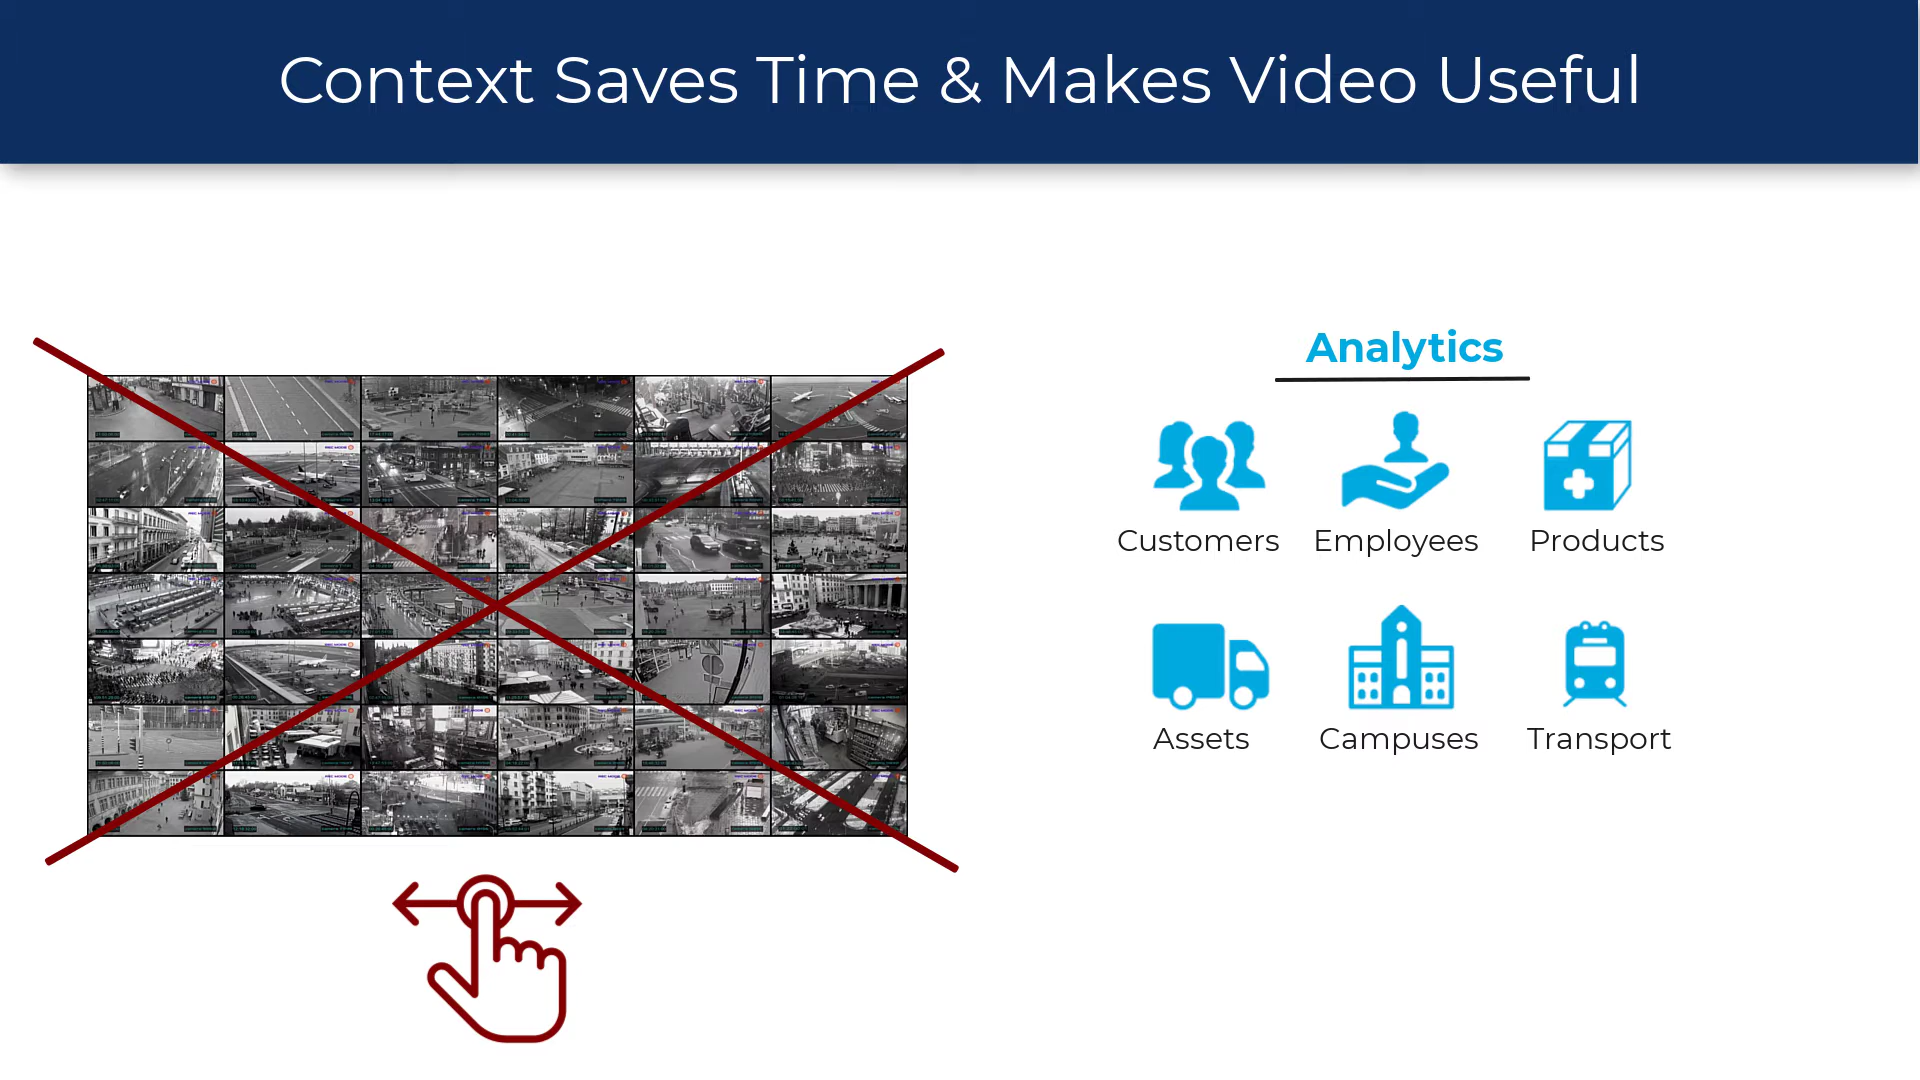 Context Saves Time & Makes Video Useful
Analytics
Customers Employees Products
Assets Campuses Transport